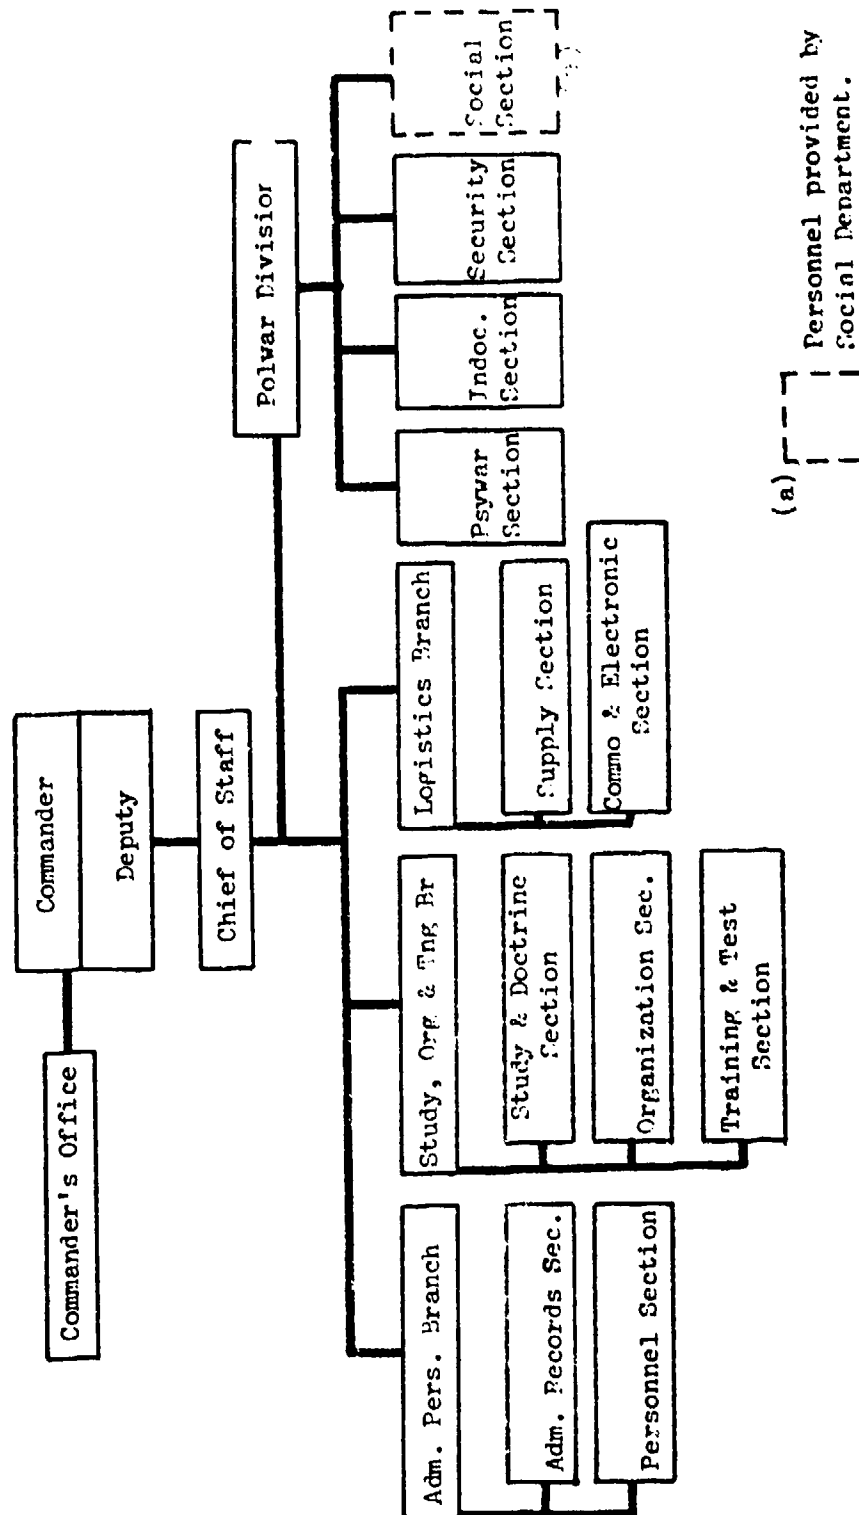 Commander
Deputy
Commander's Office
Chief of Staff
Polwar Division
Adm. Pers. Branch
Adm. Records Sec.
Personnel Section
Study, Org & Tng Br
Study & Doctrine
Section
Organization Sec.
Training & Test
Section
Logistics Branch
Supply Section
Commo & Electronic
Section
Psywar
Section
Indoc.
Section
Security
Section
Social
Section
(a)
Personnel provided by
Social Department.